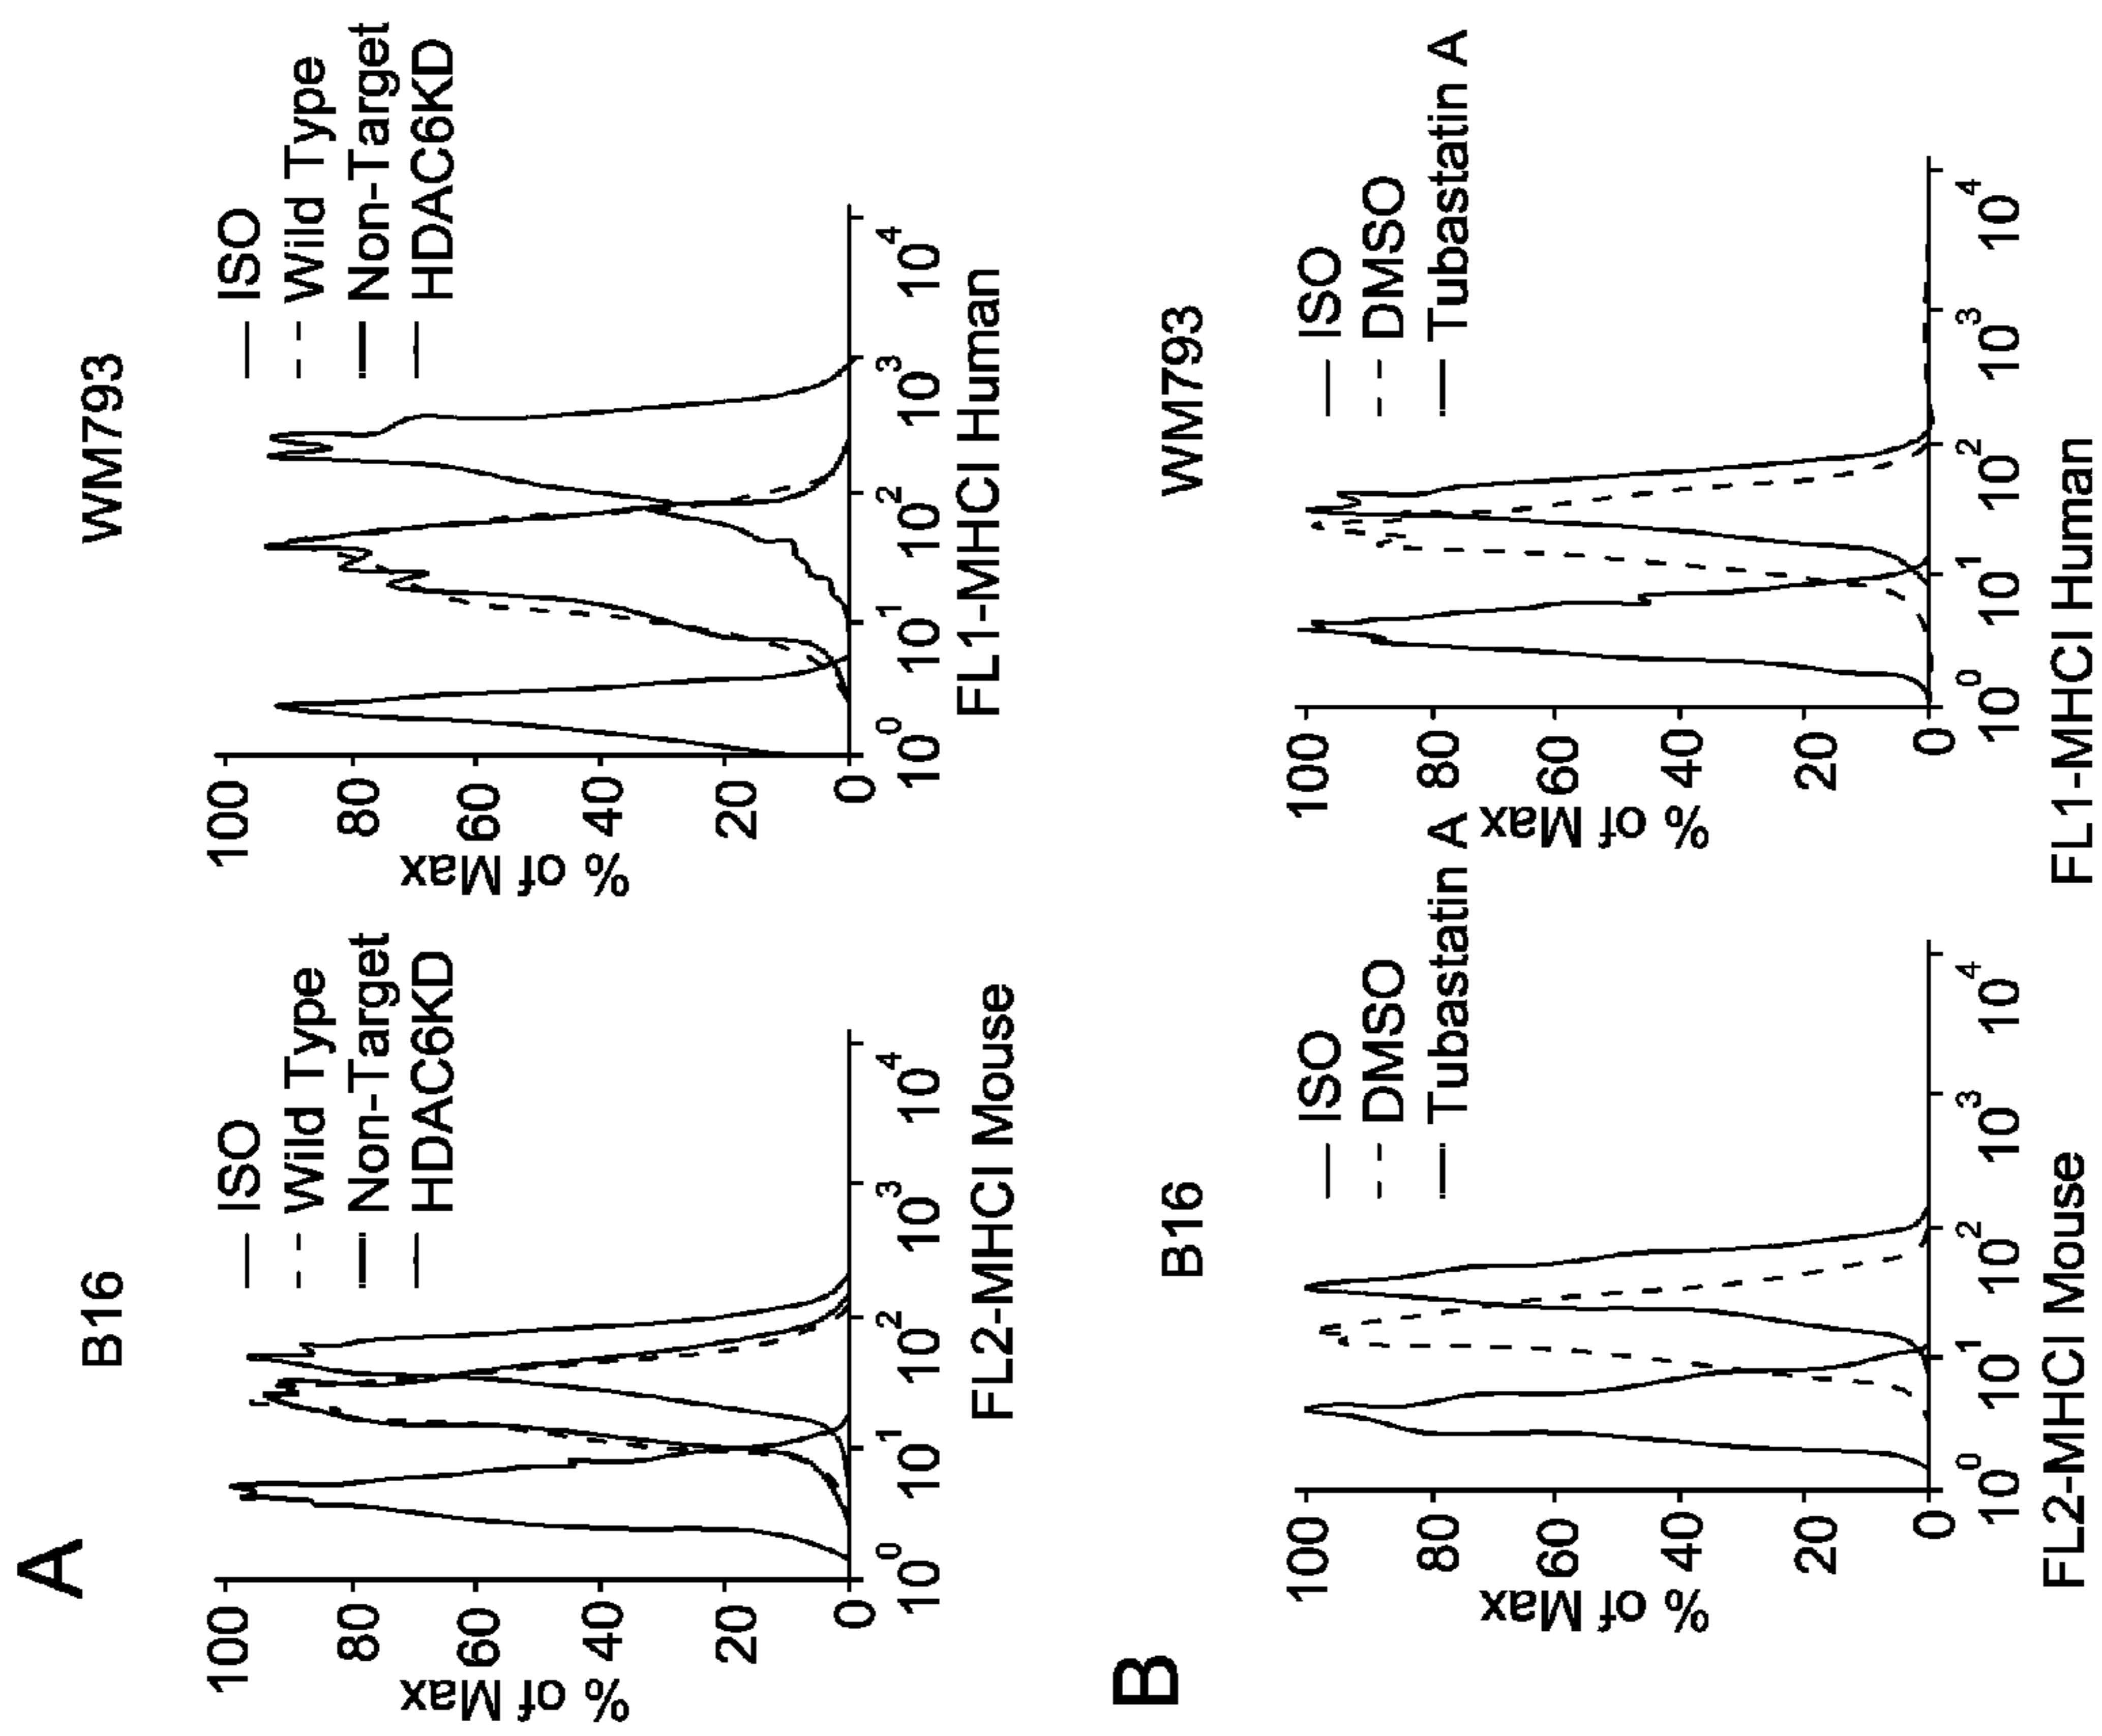 A
B16
ISO
Wild Type
Non-Target
HDAC6KD
% of Max
100
80
60
40
20
0
10^0 10^1 10^2 10^3 10^4
FL2-MHCI Mouse
WM793
ISO
Wild Type
Non-Target
HDAC6KD
% of Max
100
80
60
40
20
0
10^0 10^1 10^2 10^3 10^4
FL1-MHCI Human
B
B16
ISO
DMSO
Tubastatin A
% of Max
100
80
60
40
20
0
10^0 10^1 10^2 10^3 10^4
FL2-MHCI Mouse
WM793
ISO
DMSO
Tubastatin A
% of Max
100
80
60
40
20
0
10^0 10^1 10^2 10^3 10^4
FL1-MHCI Human